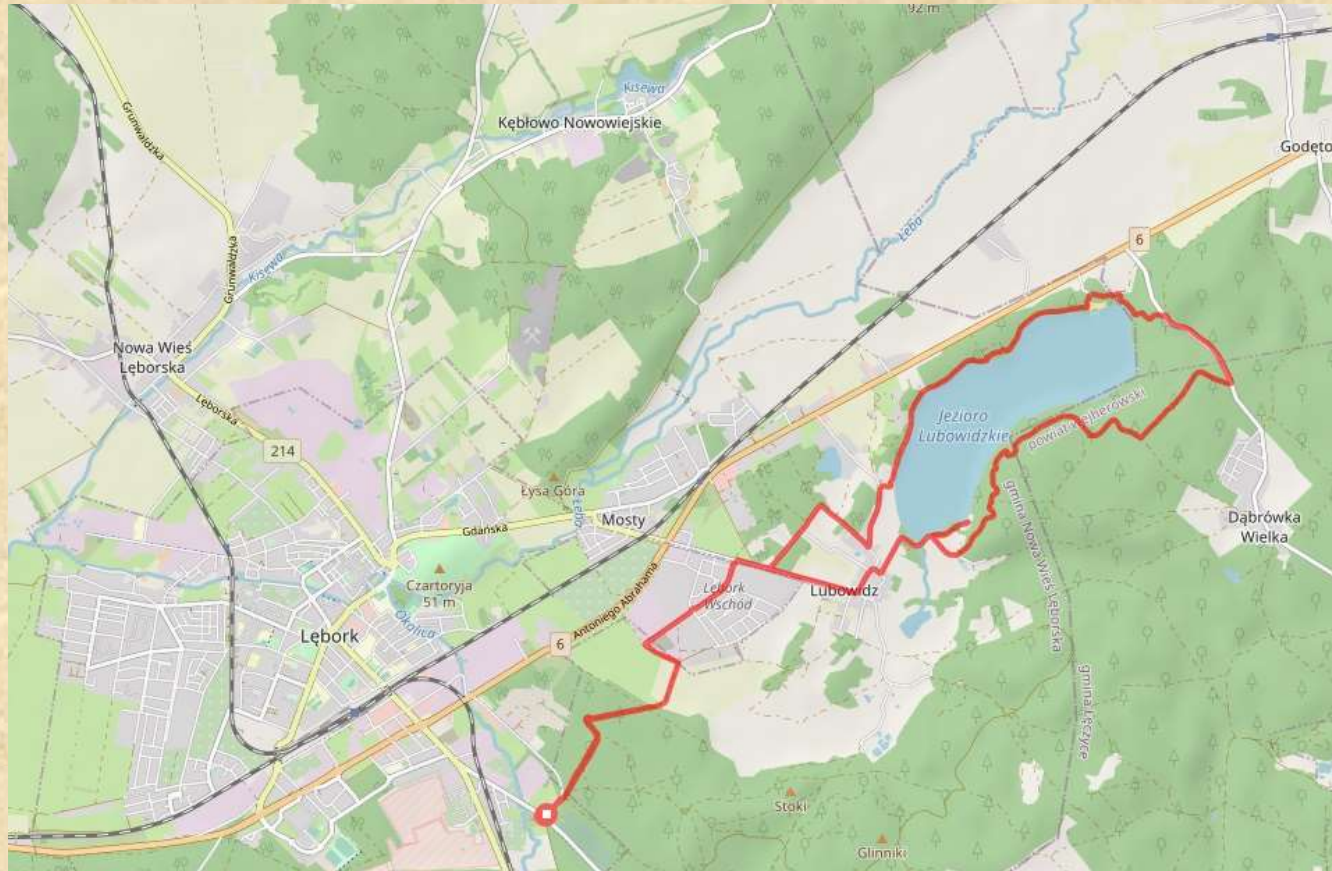 92 m
Grunwaldzka
Kisewa
Kębłowo Nowowiejskie
Godęto
Łeba
6
Kisewa
Grunwaldzka
Nowa Wieś
Lęborska
Lęborska
214
Jezioro
Lubowidzkie
powiat wejherowski
Łysa Góra
Łeba
Gdańska
Mosty
gmina Nowa Wieś Lęborska
Dąbrówka
Wielka
Czartoryja
51 m
Okalica
Antoniego Abrahama
Lębork
Wschód
Lubowidz
Lębork
6
gmina Łęczyce
Stoki
Glinniki